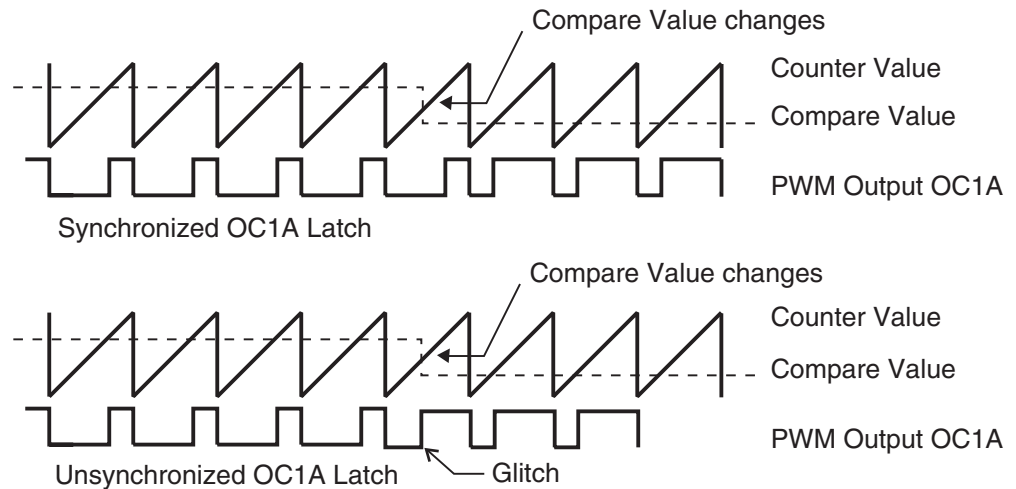 Compare Value changes
Counter Value
Compare Value
PWM Output OC1A
Synchronized OC1A Latch
Compare Value changes
Counter Value
Compare Value
PWM Output OC1A
Unsynchronized OC1A Latch
Glitch